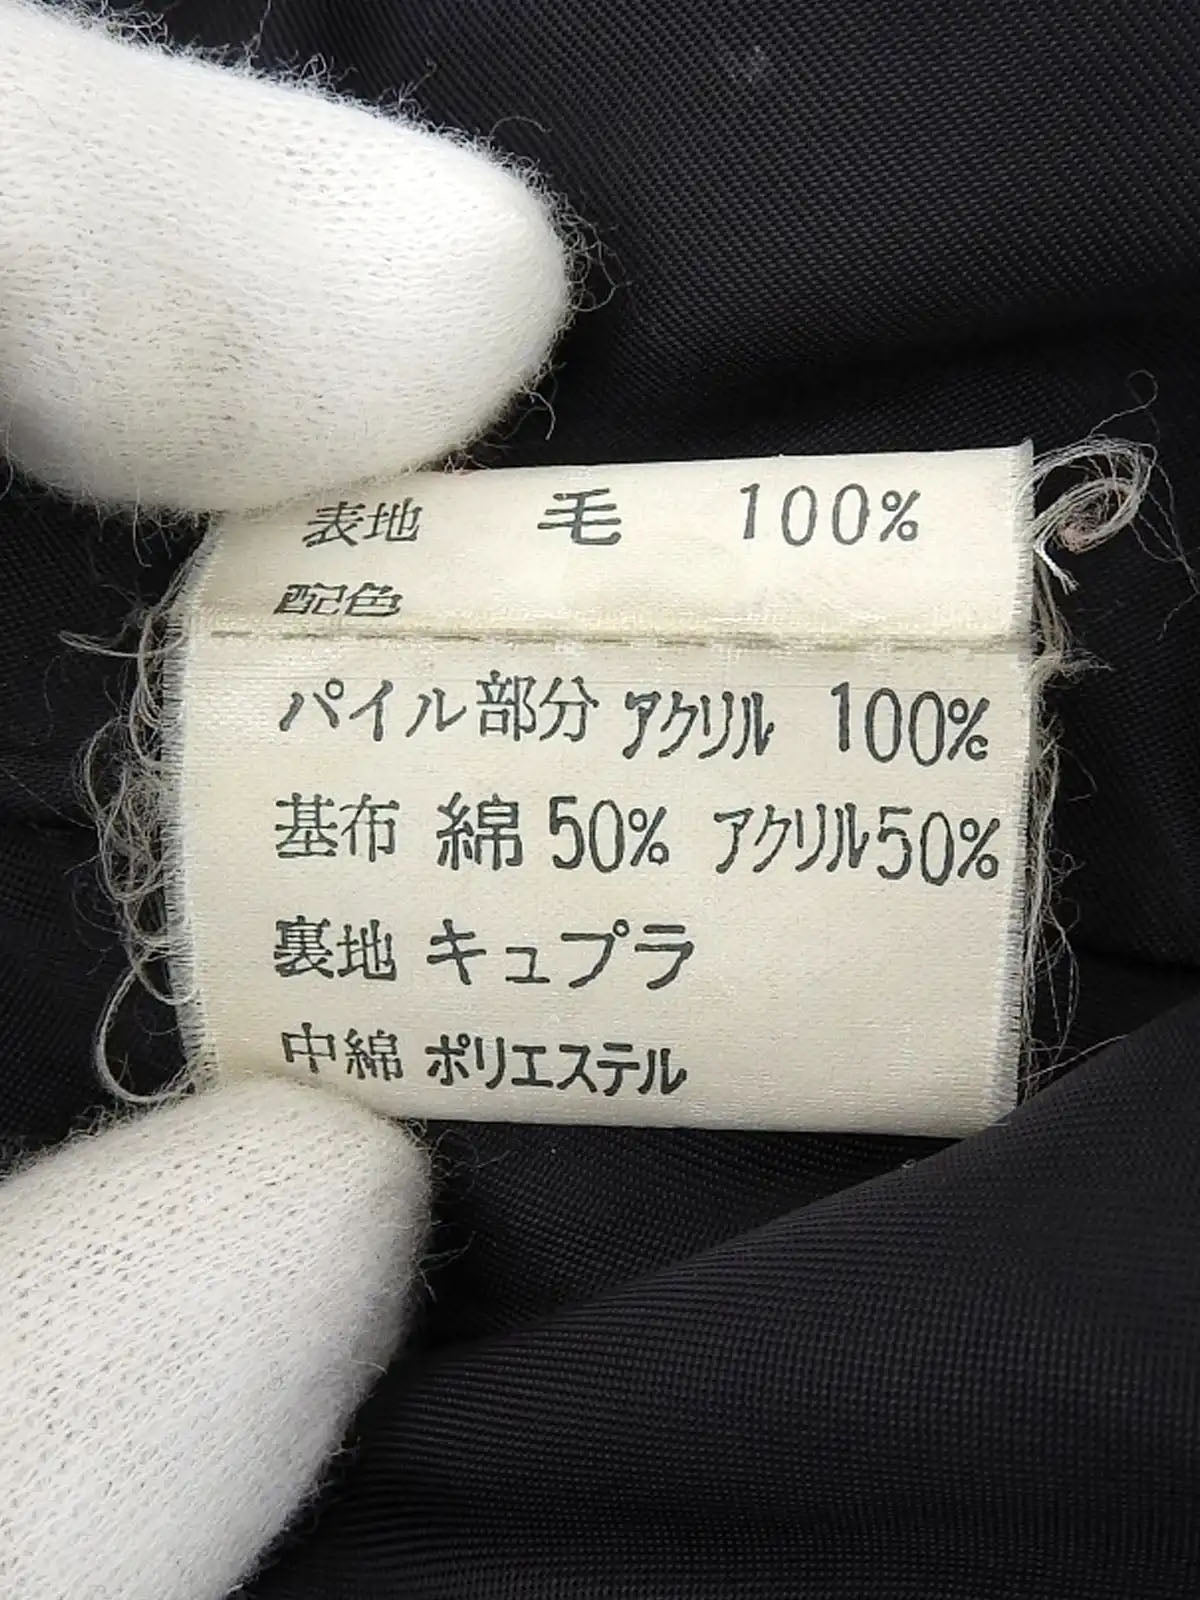 表地 毛 100%
配色
パイル部分 アクリル 100%
基布 綿 50% アクリル 50%
裏地 キュプラ
中綿 ポリエステル